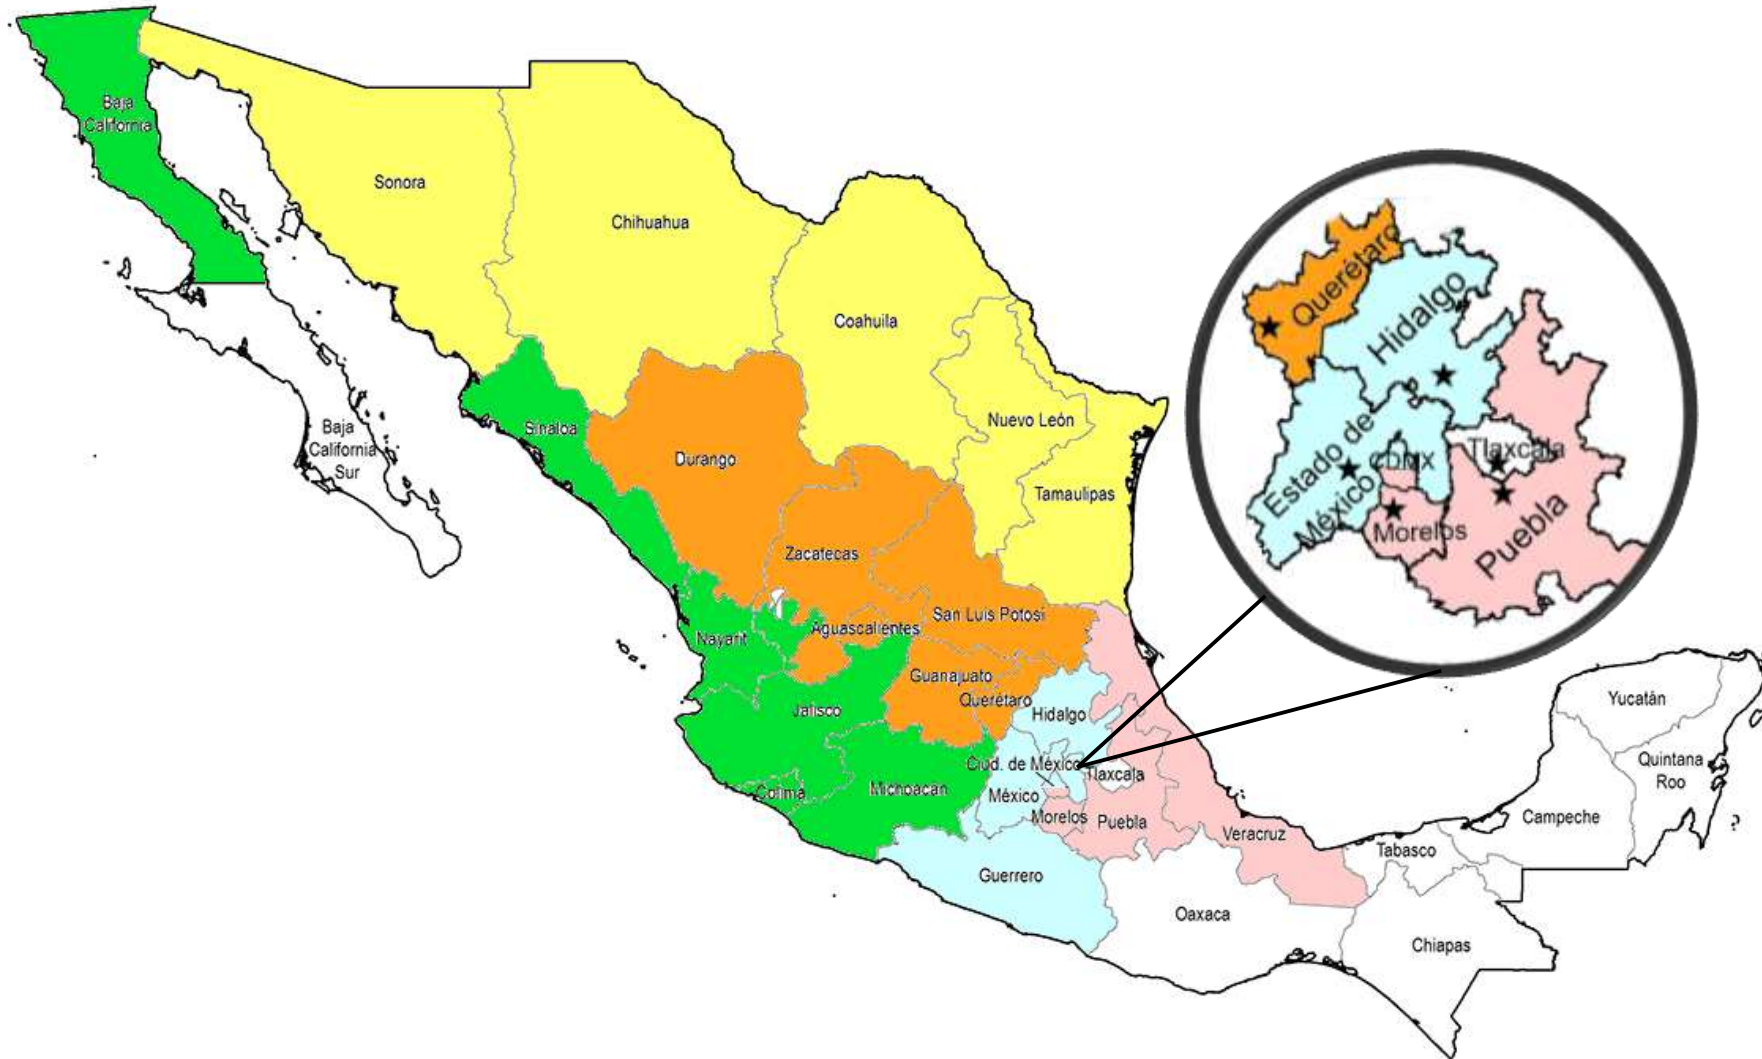 Baja
California
Sonora
Chihuahua
Coahuila
Nuevo León
Tamaulipas
Sinaloa
Durango
Baja
California
Sur
Zacatecas
San Luis Potosí
Aguascalientes
Nayarit
Guanajuato
Querétaro
Jalisco
Hidalgo
Ciud. de México
Tlaxcala
Colima
Michoacán
México
Morelos
Puebla
Veracruz
Guerrero
Oaxaca
Tabasco
Chiapas
Campeche
Yucatán
Quintana
Roo
?
Querétaro
Hidalgo
Estado de
México
CDMX
Tlaxcala
Morelos
Puebla